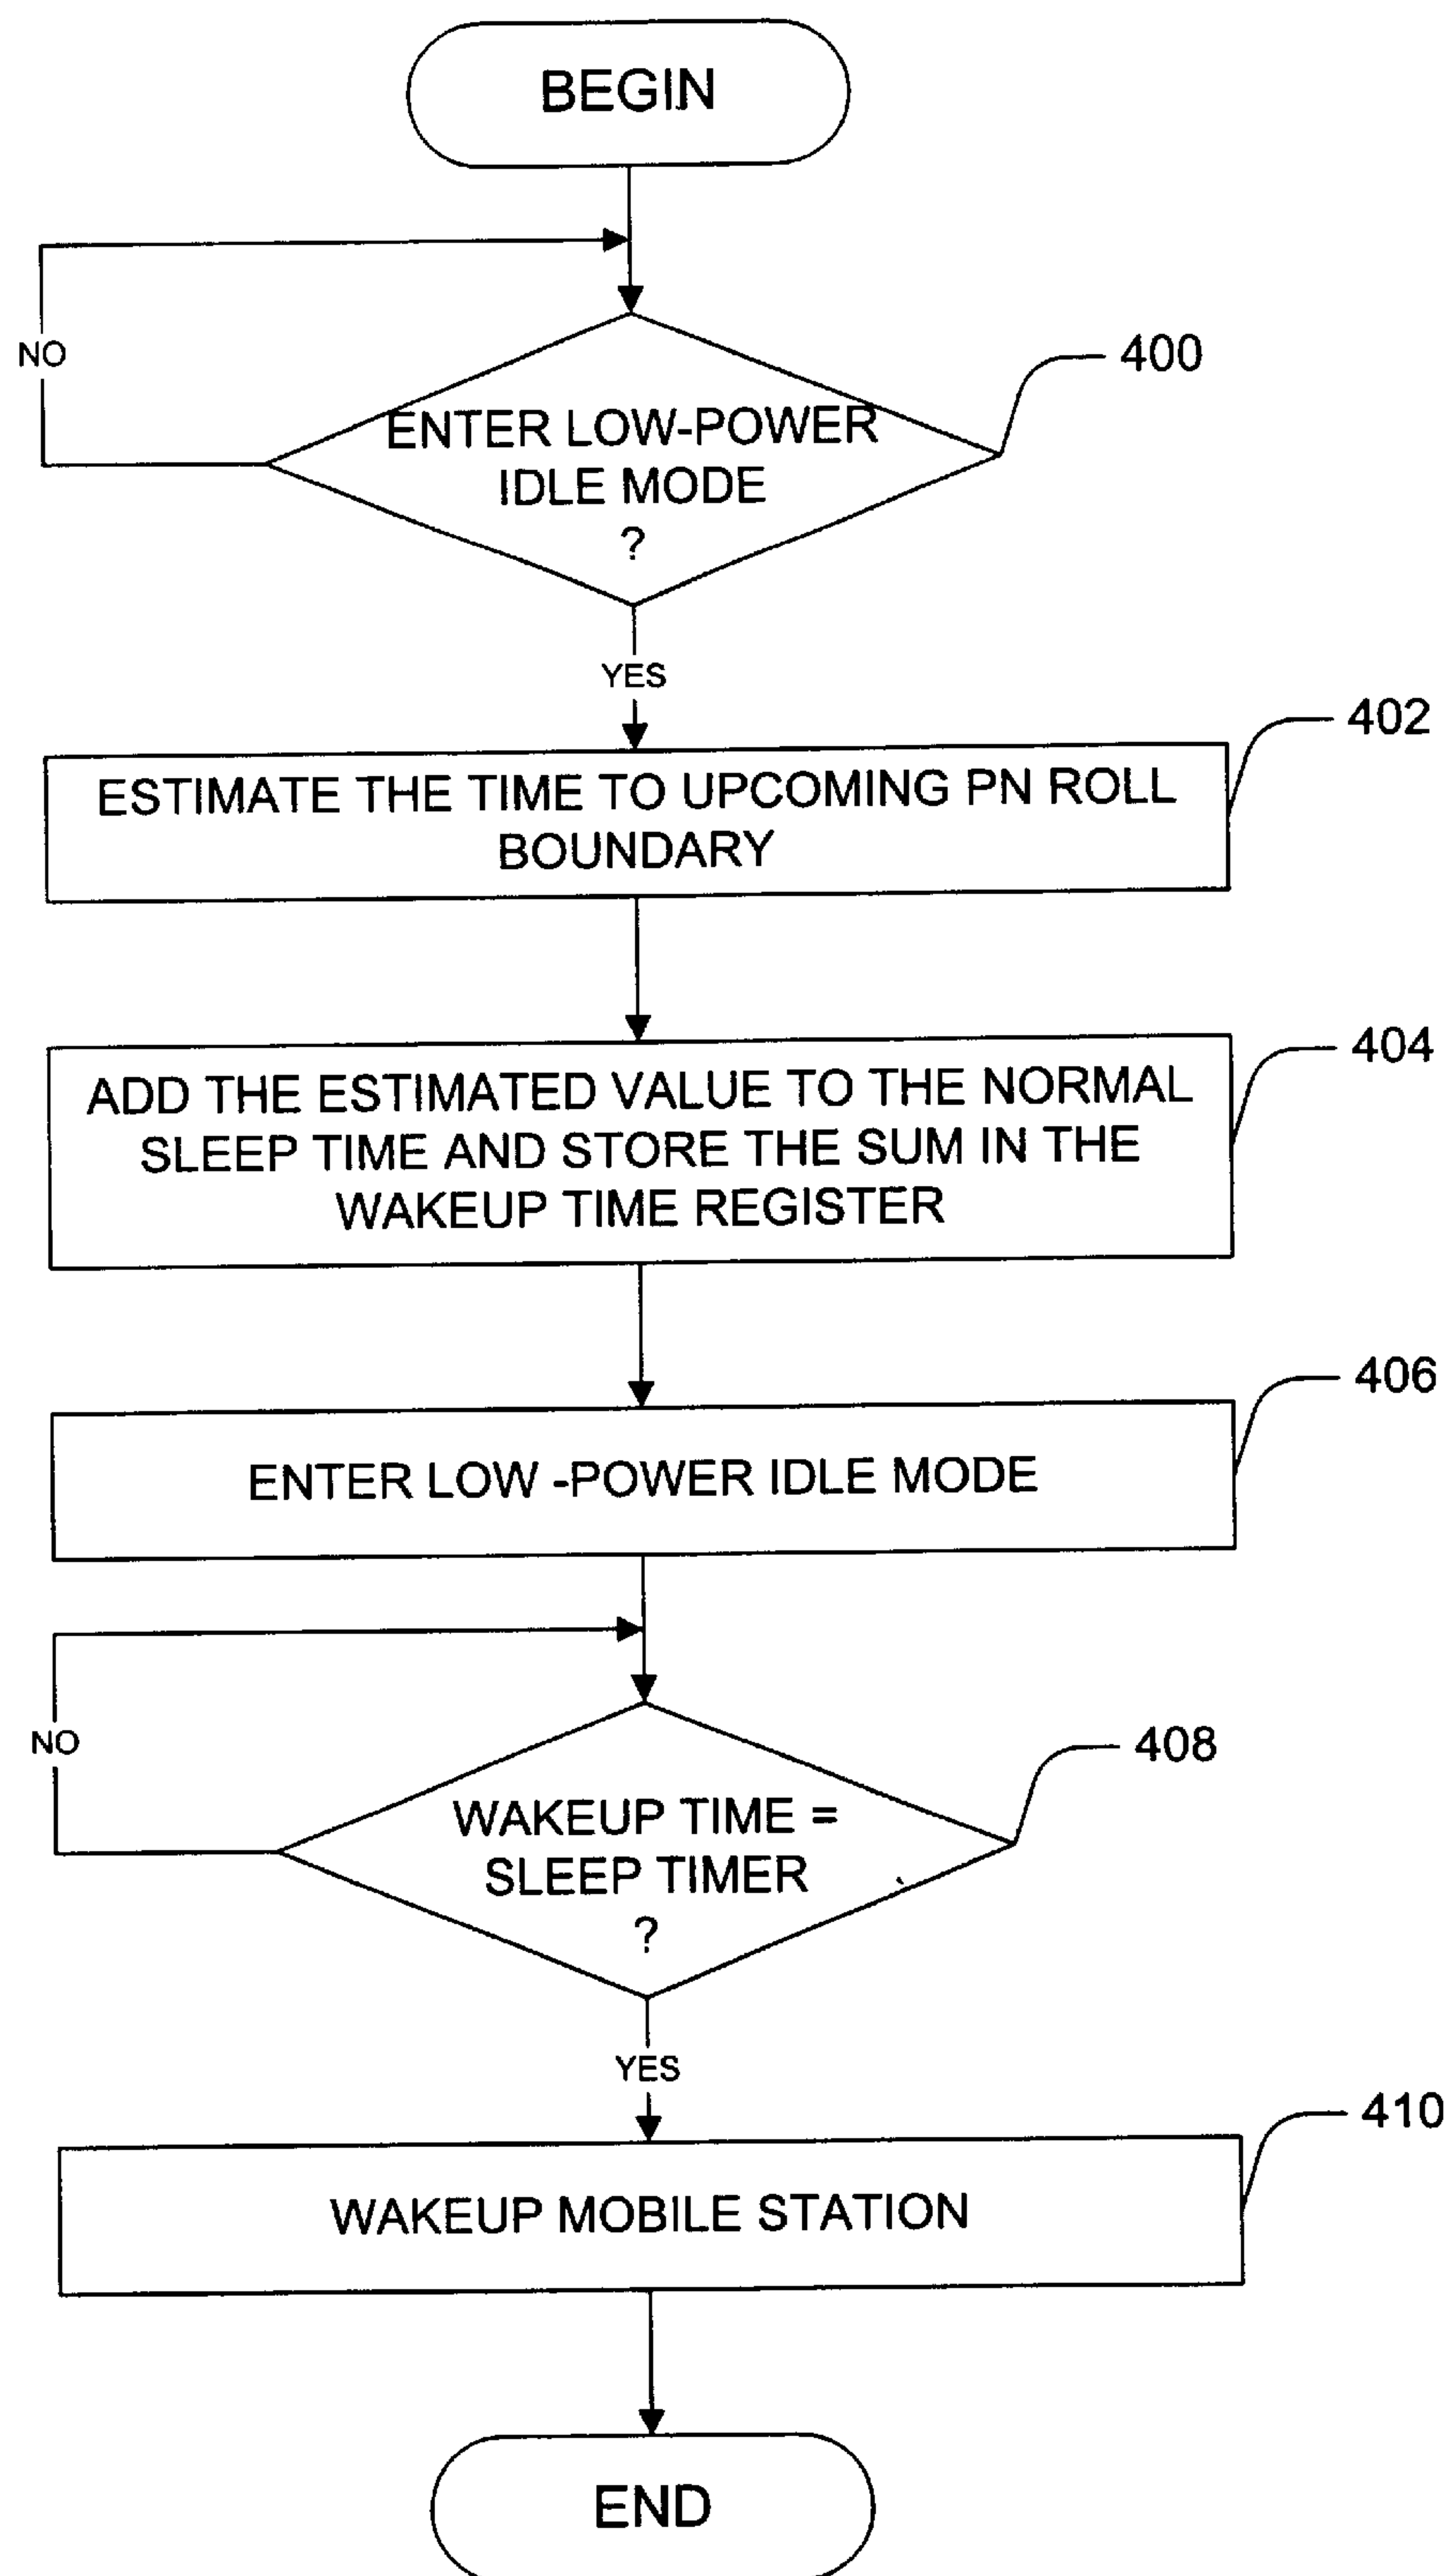 BEGIN
NO
400
ENTER LOW-POWER
IDLE MODE
?
YES
402
ESTIMATE THE TIME TO UPCOMING PN ROLL
BOUNDARY
404
ADD THE ESTIMATED VALUE TO THE NORMAL
SLEEP TIME AND STORE THE SUM IN THE
WAKEUP TIME REGISTER
406
ENTER LOW -POWER IDLE MODE
NO
408
WAKEUP TIME =
SLEEP TIMER
?
YES
410
WAKEUP MOBILE STATION
END